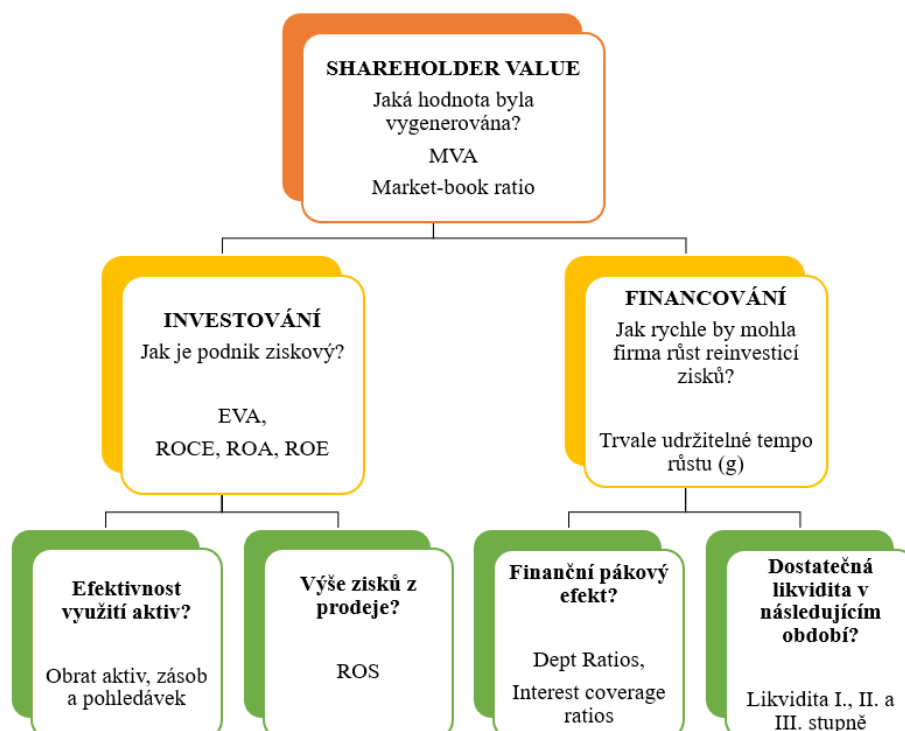 SHAREHOLDER VALUE
Jaká hodnota byla
vygenerována?
MVA
Market-book ratio
INVESTOVÁNÍ
Jak je podnik ziskový?
EVA,
ROCE, ROA, ROE
FINANCOVÁNÍ
Jak rychle by mohla
firma růst reinvesticí
zisků?
Trvale udržitelné tempo
růstu (g)
Efektivnost
využití aktiv?
Obrat aktiv, zásob
a pohledávek
Výše zisků z
prodeje?
ROS
Finanční pákový
efekt?
Dept Ratios,
Interest coverage
ratios
Dostatečná
likvidita v
následujícím
období?
Likvidita I., II. a
III. stupně